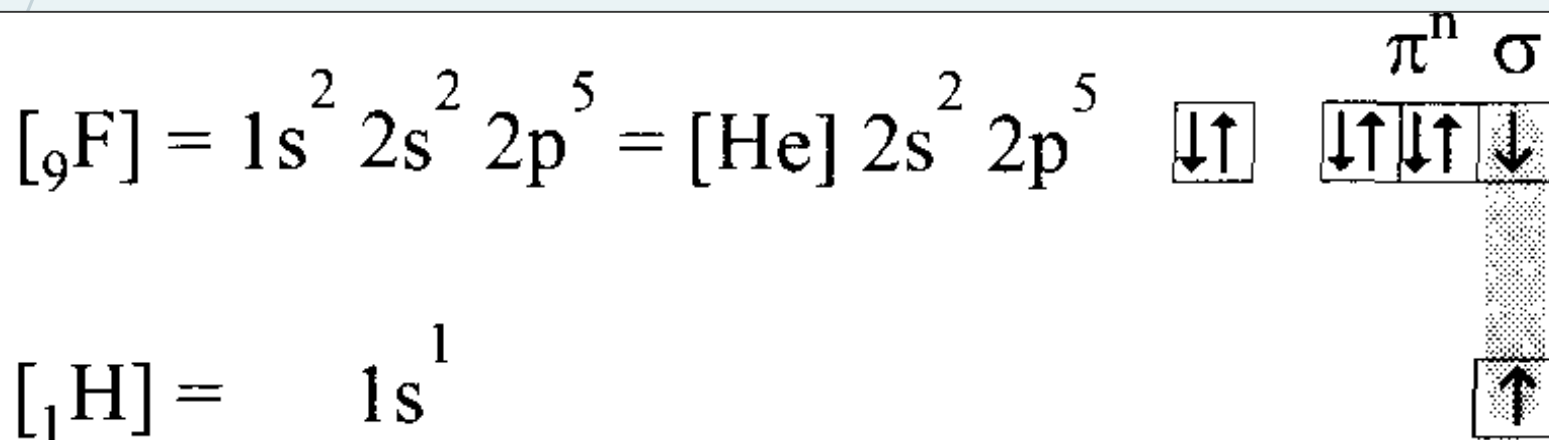 πⁿ σ
[₉F] = 1s² 2s² 2p⁵ = [He] 2s² 2p⁵ ↓↑ ↓↑ ↓↑ ↓
[₁H] = 1s¹ ↑